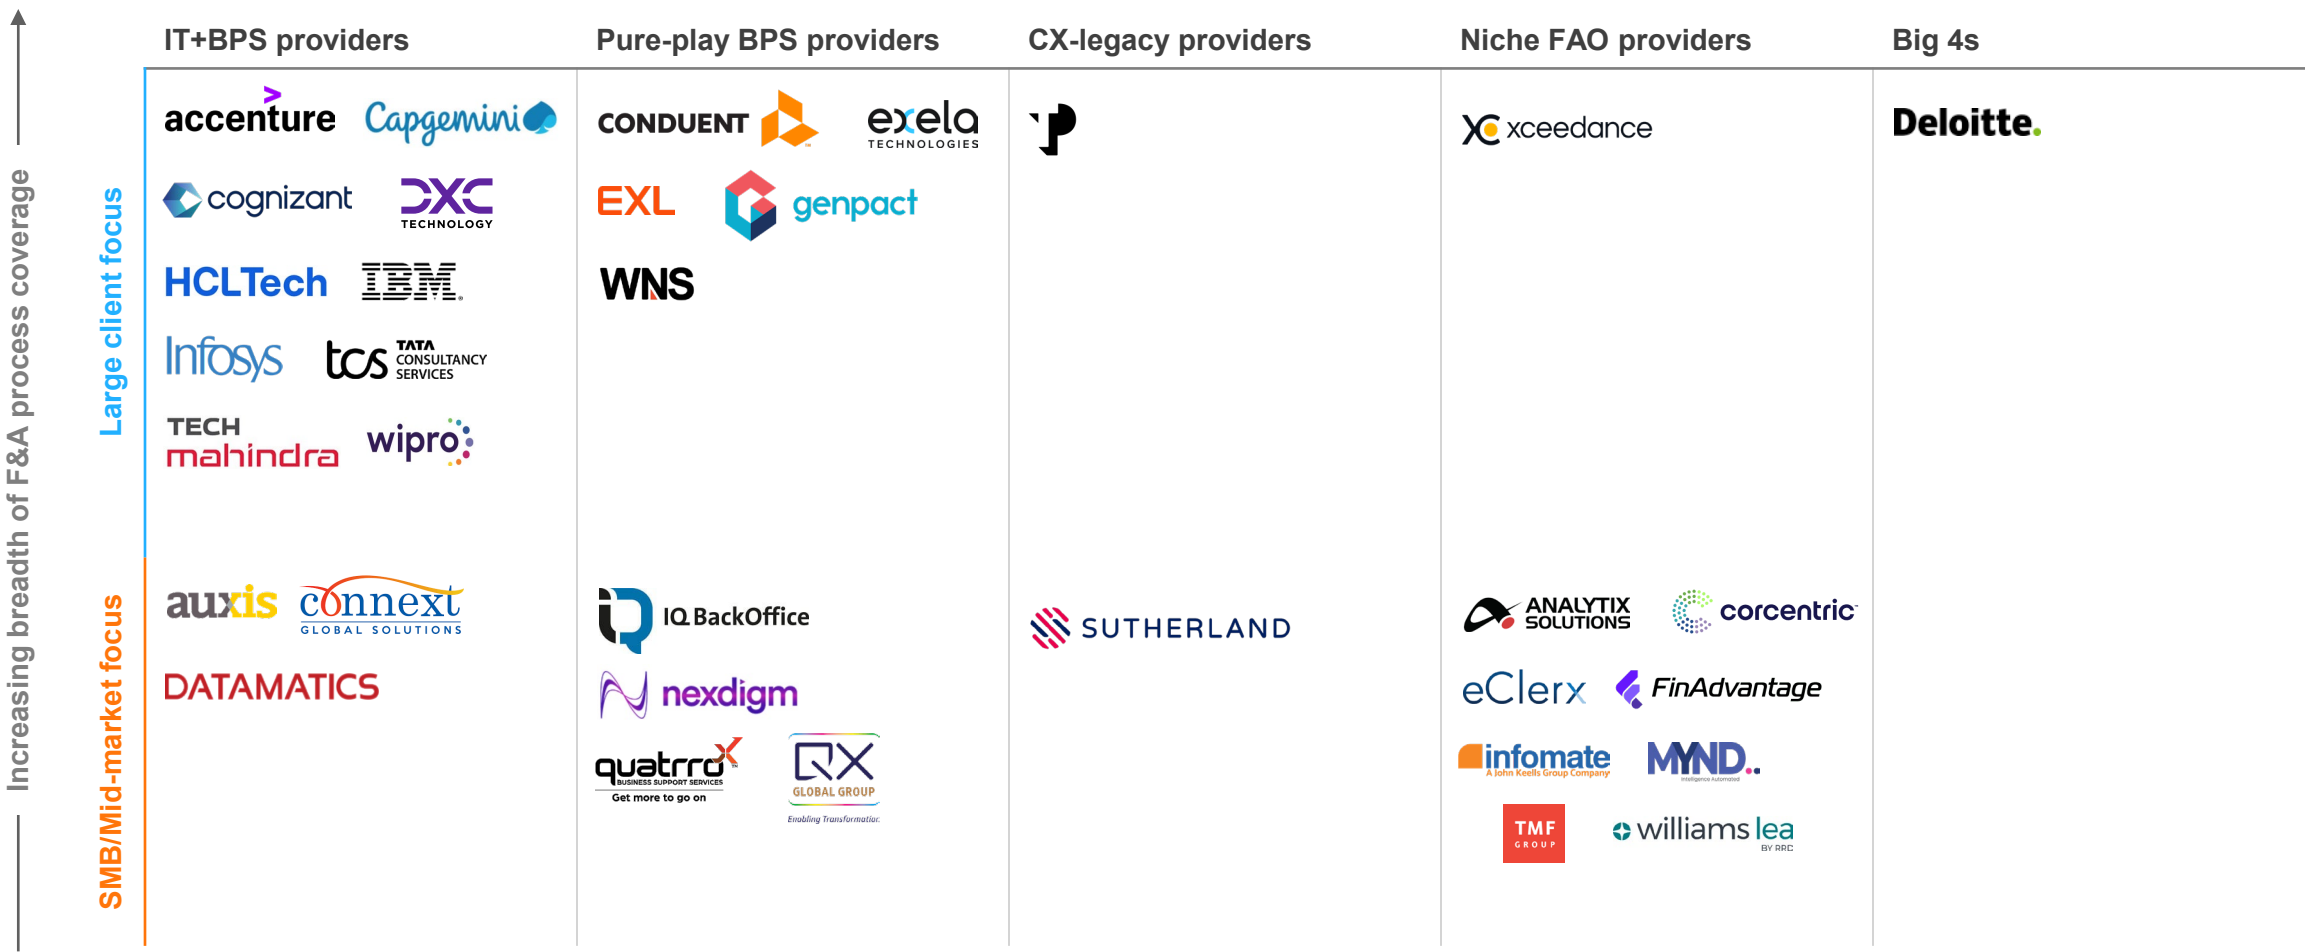 IT+BPS providers
Pure-play BPS providers
CX-legacy providers
Niche FAO providers
Big 4s
Increasing breadth of F&A process coverage
Large client focus
accenture
Capgemini
cognizant
DXC
TECHNOLOGY
HCLTech
IBM®
Infosys
tcs
TATA
CONSULTANCY
SERVICES
TECH
mahindra
wipro
CONDUENT
exela
TECHNOLOGIES
EXL
genpact
WNS
xceedance
Deloitte.
SMB/Mid-market focus
auxis
connext
GLOBAL SOLUTIONS
DATAMATICS
IQ BackOffice
nexdigm
quatrro
BUSINESS SUPPORT SERVICES
Get more to go on
QX
GLOBAL GROUP
Enabling Transformation.
SUTHERLAND
ANALYTIX
SOLUTIONS
corcentric
eClerx
FinAdvantage
infomate
A John Keells Group Company
MYND
Intelligence Automated
TMF
GROUP
williams lea
BY RRC